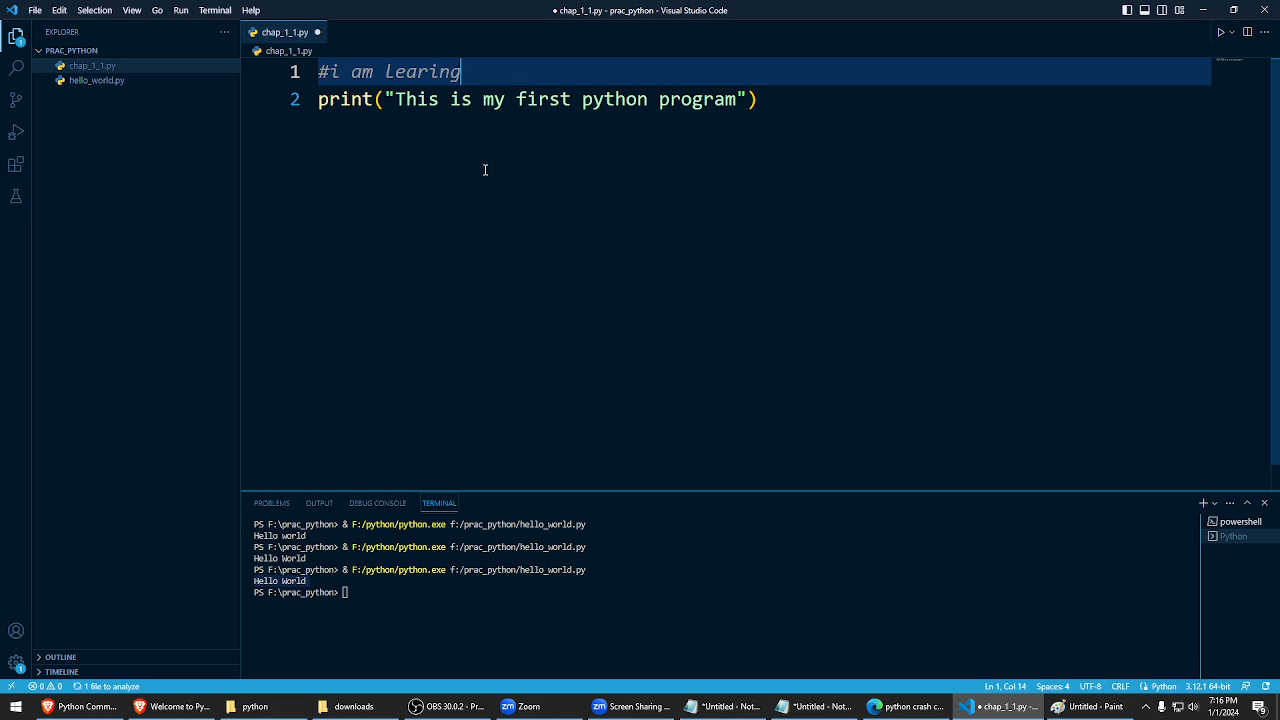 File Edit Selection View Go Run Terminal Help
● chap_1_1.py - prac_python - Visual Studio Code
EXPLORER
chap_1_1.py
PRAC_PYTHON
chap_1_1.py
chap_1_1.py
hello_world.py
1 #i am learing
2 print("This is my first python program")
PROBLEMS OUTPUT DEBUG CONSOLE TERMINAL
PS F:\prac_python> & F:/python/python.exe f:/prac_python/hello_world.py
Hello world
PS F:\prac_python> & F:/python/python.exe f:/prac_python/hello_world.py
Hello World
PS F:\prac_python> & F:/python/python.exe f:/prac_python/hello_world.py
Hello World
PS F:\prac_python>
powershell
Python
OUTLINE
TIMELINE
0 0 1 file to analyze
Ln 1, Col 14 Spaces: 4 UTF-8 CRLF Python 3.12.1 64-bit
Python Comm... Welcome to Py... python downloads OBS 30.0.2 - Pr... Zoom Screen Sharing ... *Untitled - Not... *Untitled - Not... python crash c... ● chap_1_1.py -... Untitled - Paint
7:16 PM
7/1/2024